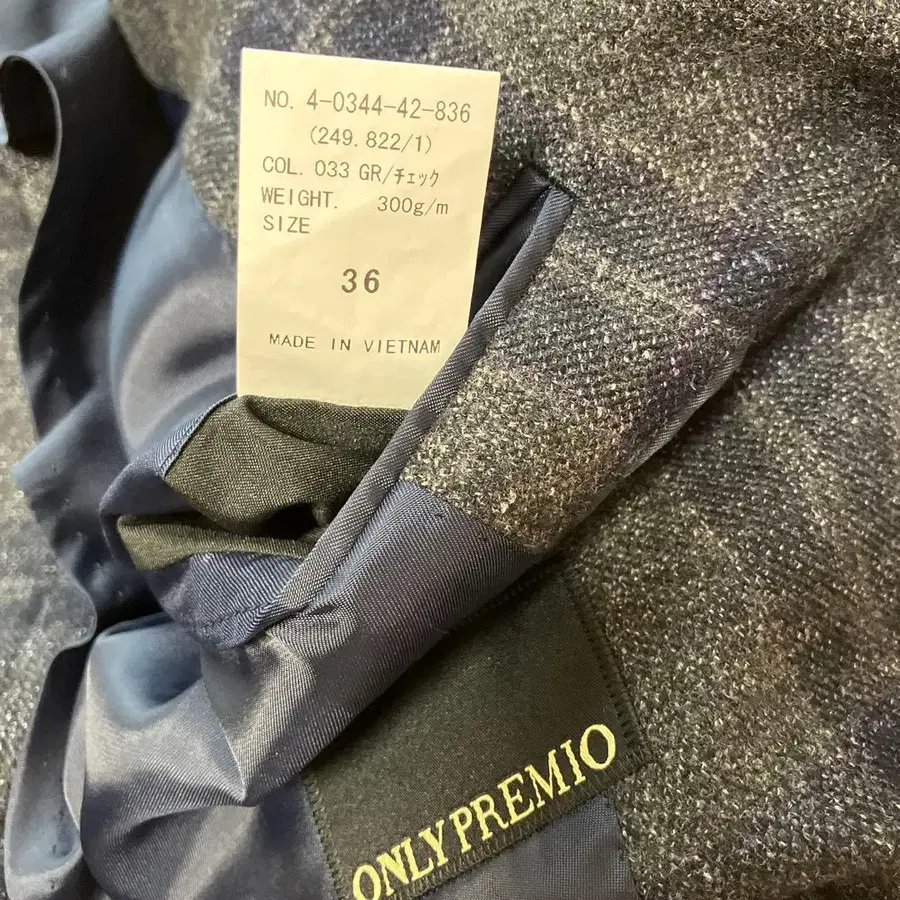 NO. 4-0344-42-836
(249.822/1)
COL. 033 GR/チェック
WEIGHT. 300g/m
SIZE
36
MADE IN VIETNAM
ONLY PREMIO